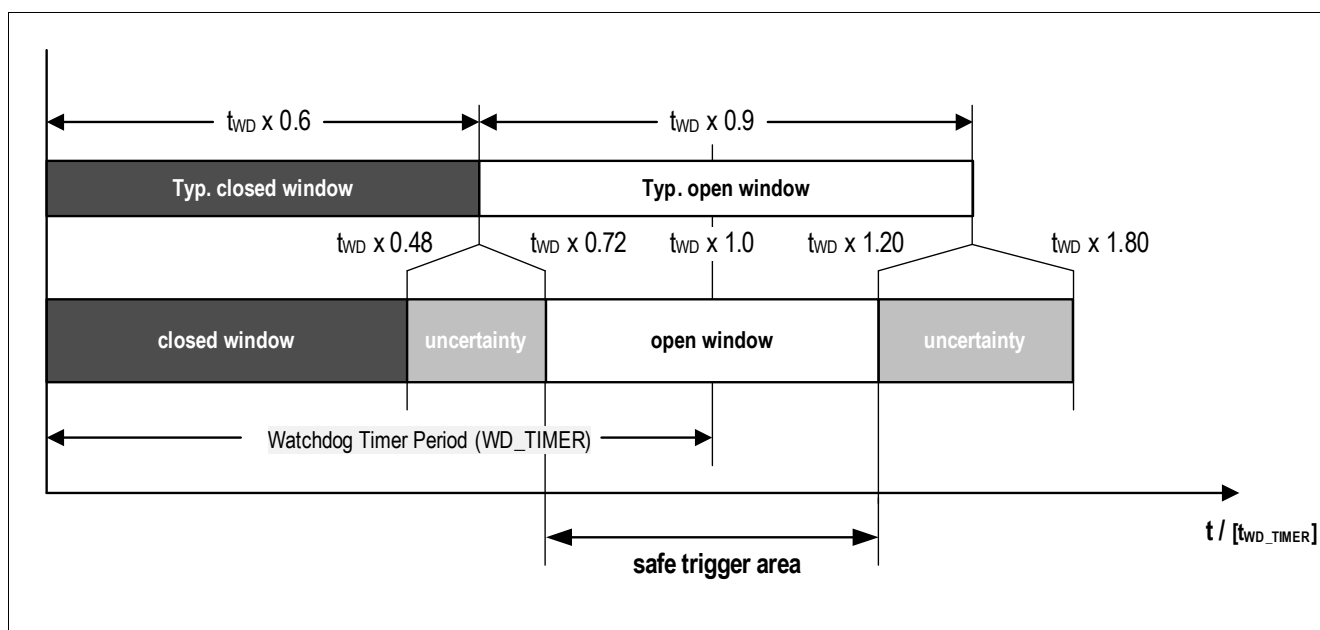 tWD x 0.6
tWD x 0.9
Typ. closed window
Typ. open window
tWD x 0.48
tWD x 0.72
tWD x 1.0
tWD x 1.20
tWD x 1.80
closed window
uncertainty
open window
uncertainty
Watchdog Timer Period (WD_TIMER)
t / [tWD_TIMER]
safe trigger area